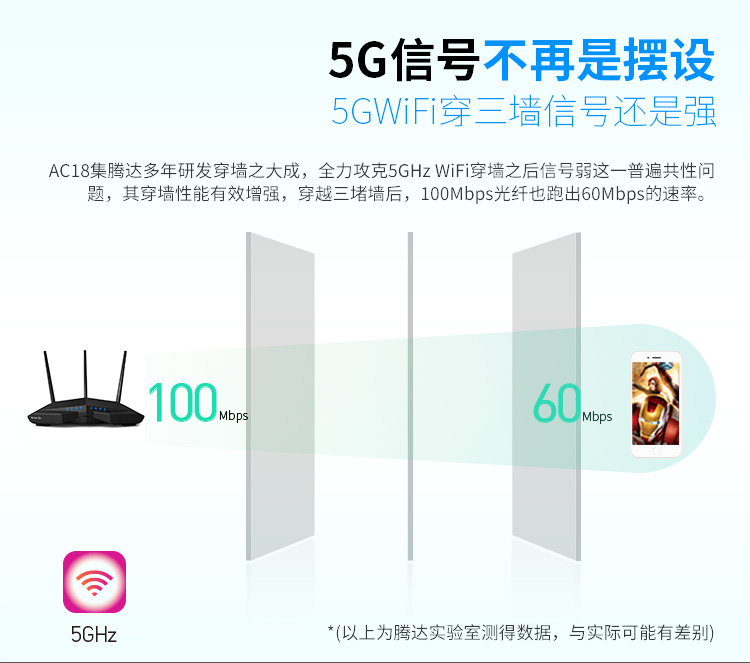 5G信号不再是摆设
5GWiFi穿三墙信号还是强
AC18集腾达多年研发穿墙之大成，全力攻克5GHz WiFi穿墙之后信号弱这一普遍共性问
题，其穿墙性能有效增强，穿越三堵墙后，100Mbps光纤也跑出60Mbps的速率。
100Mbps
60Mbps
5GHz
*(以上为腾达实验室测得数据，与实际可能有差别)